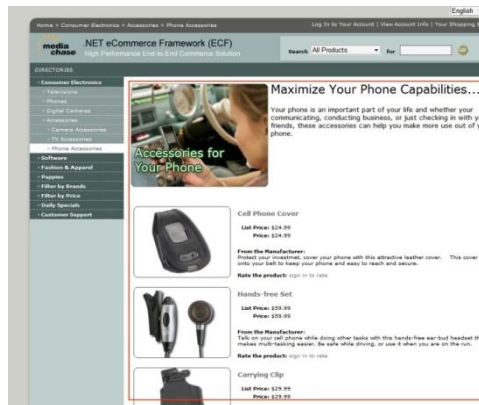 English
Home > Consumer Electronics > Accessories > Phone Accessories
Log In to Your Account | View Account Info | Your Shopping
media chase
.NET eCommerce Framework (ECF)
High Performance End-to-End Commerce Solution
Search All Products for
DIRECTORIES
Consumer Electronics
Televisions
Phones
Digital Cameras
Accessories
Camera Accessories
TV Accessories
Phone Accessories
Software
Fashion & Apparel
Puppies
Filter by Brands
Filter by Price
Daily Specials
Customer Support
Accessories for
Your Phone
Maximize Your Phone Capabilities...
Your phone is an important part of your life and whether your
communicating, conducting business, or just checking in with
friends, these accessories can help you make more use out of
phone.
Cell Phone Cover
List Price: $24.99
Price: $24.99
From the Manufacturer:
Protect your investmet, cover your phone with this attractive leather cover. This cover
onto your belt to keep your phone and easy to reach and secure.
Rate the product: sign in to rate
Hands-free Set
List Price: $59.99
Price: $59.99
From the Manufacturer:
Talk on your cell phone while doing other tasks with this hands-free ear-bud headset
makes multi-tasking easier. Be safe while driving, or use it when you are on the run.
Rate the product: sign in to rate
Carrying Clip
List Price: $29.99
Price: $29.99